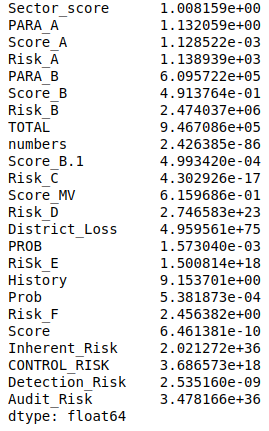 Sector_score      1.008159e+00
PARA_A            1.132059e+00
Score_A           1.128522e-03
Risk_A            1.138939e+03
PARA_B            6.095722e+05
Score_B           4.913764e-01
Risk_B            2.474037e+06
TOTAL             9.467086e+05
numbers           2.426385e-86
Score_B.1         4.993420e-04
Risk_C            4.302926e-17
Score_MV          6.159686e-01
Risk_D            2.746583e+23
District_Loss     4.959561e+75
PROB              1.573040e-03
RiSk_E            1.500814e+18
History           9.153701e+00
Prob              5.381873e-04
Risk_F            2.456382e+00
Score             6.461381e-10
Inherent_Risk     2.021272e+36
CONTROL_RISK      3.686573e+18
Detection_Risk    2.535160e-09
Audit_Risk        3.478166e+36
dtype: float64